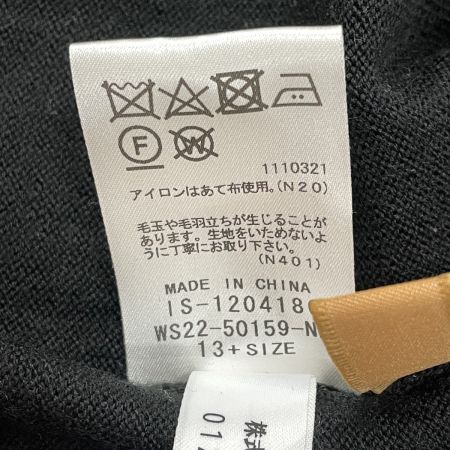 F W
1110321
アイロンはあて布使用。(N20)
毛玉や毛羽立ちが生じることが
あります。生地をいためないよ
うに丁寧にお取り下さい。
(N401)
MADE IN CHINA
IS-120418
WS22-50159-N
13+SIZE
株式
01